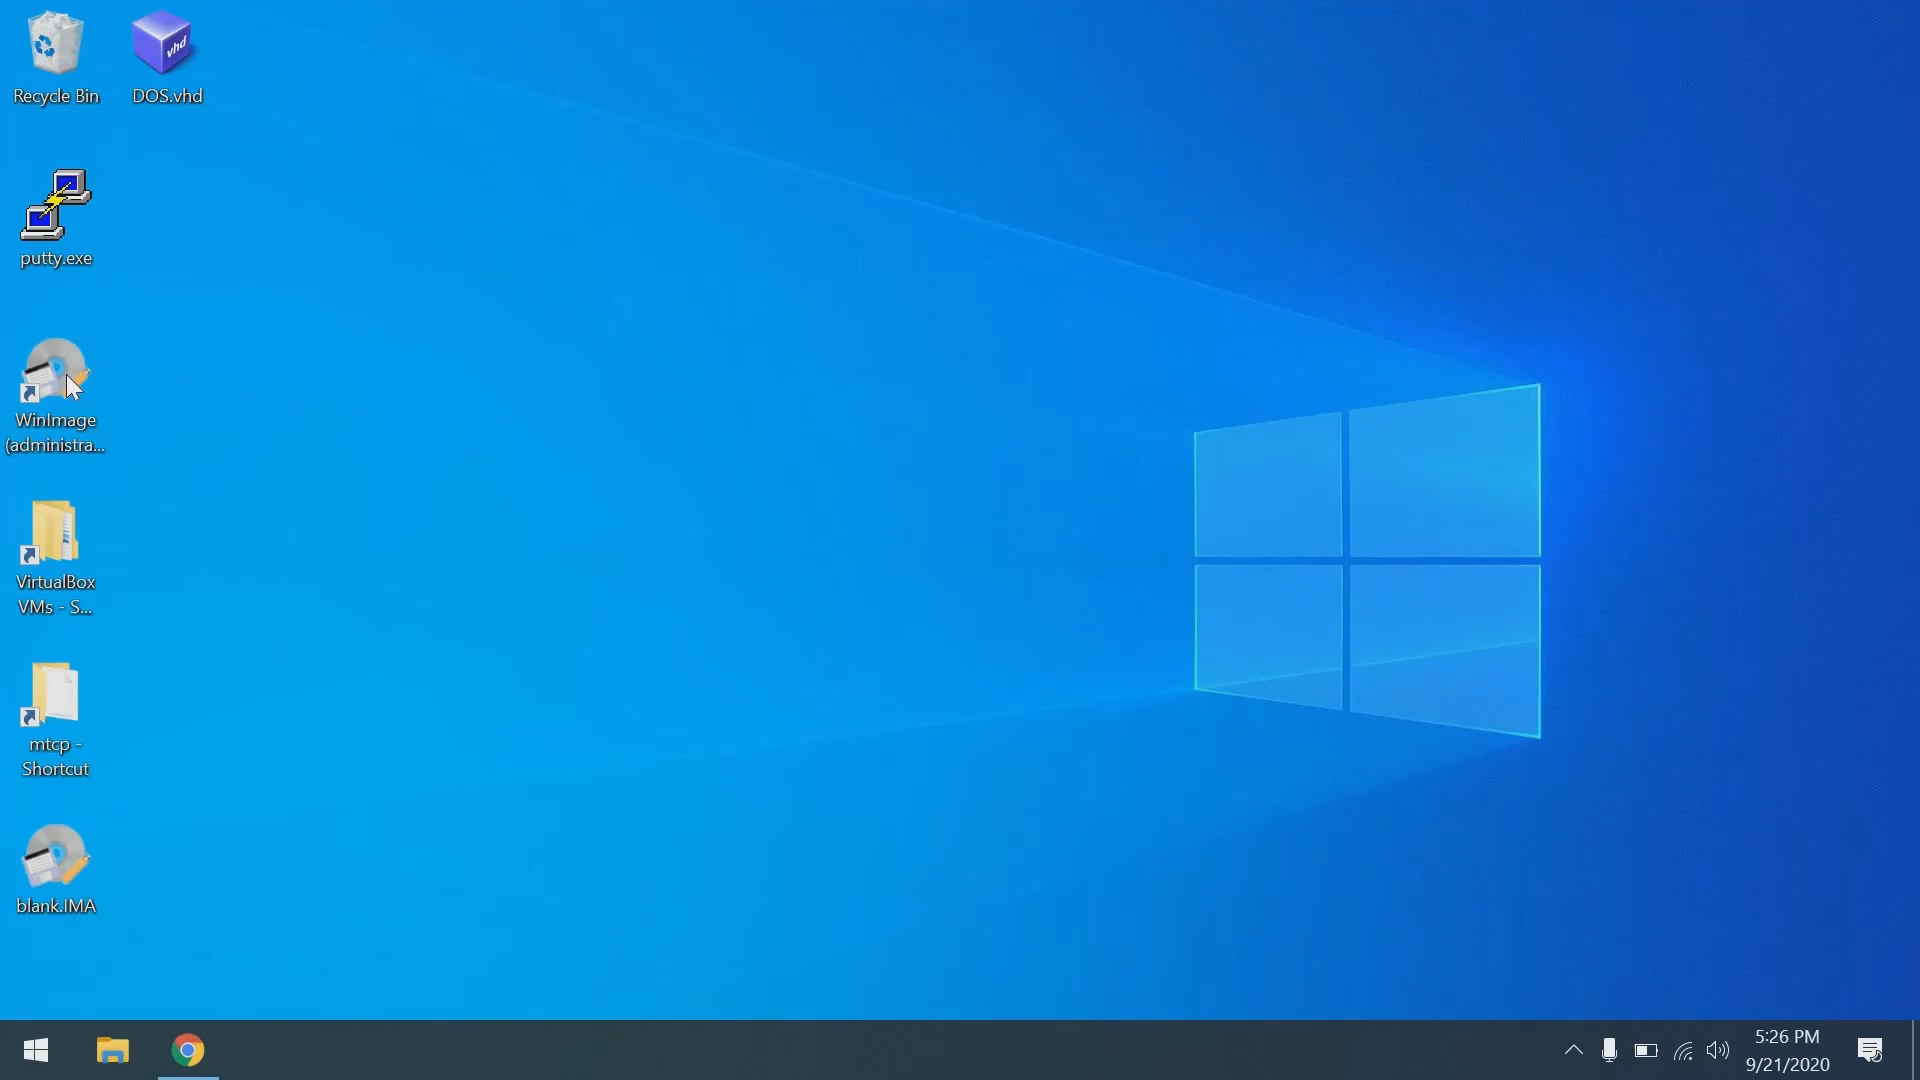 Recycle Bin
DOS.vhd
vhd
putty.exe
WinImage
(administra...
VirtualBox
VMs - S...
mtcp -
Shortcut
blank.IMA
5:26 PM
9/21/2020